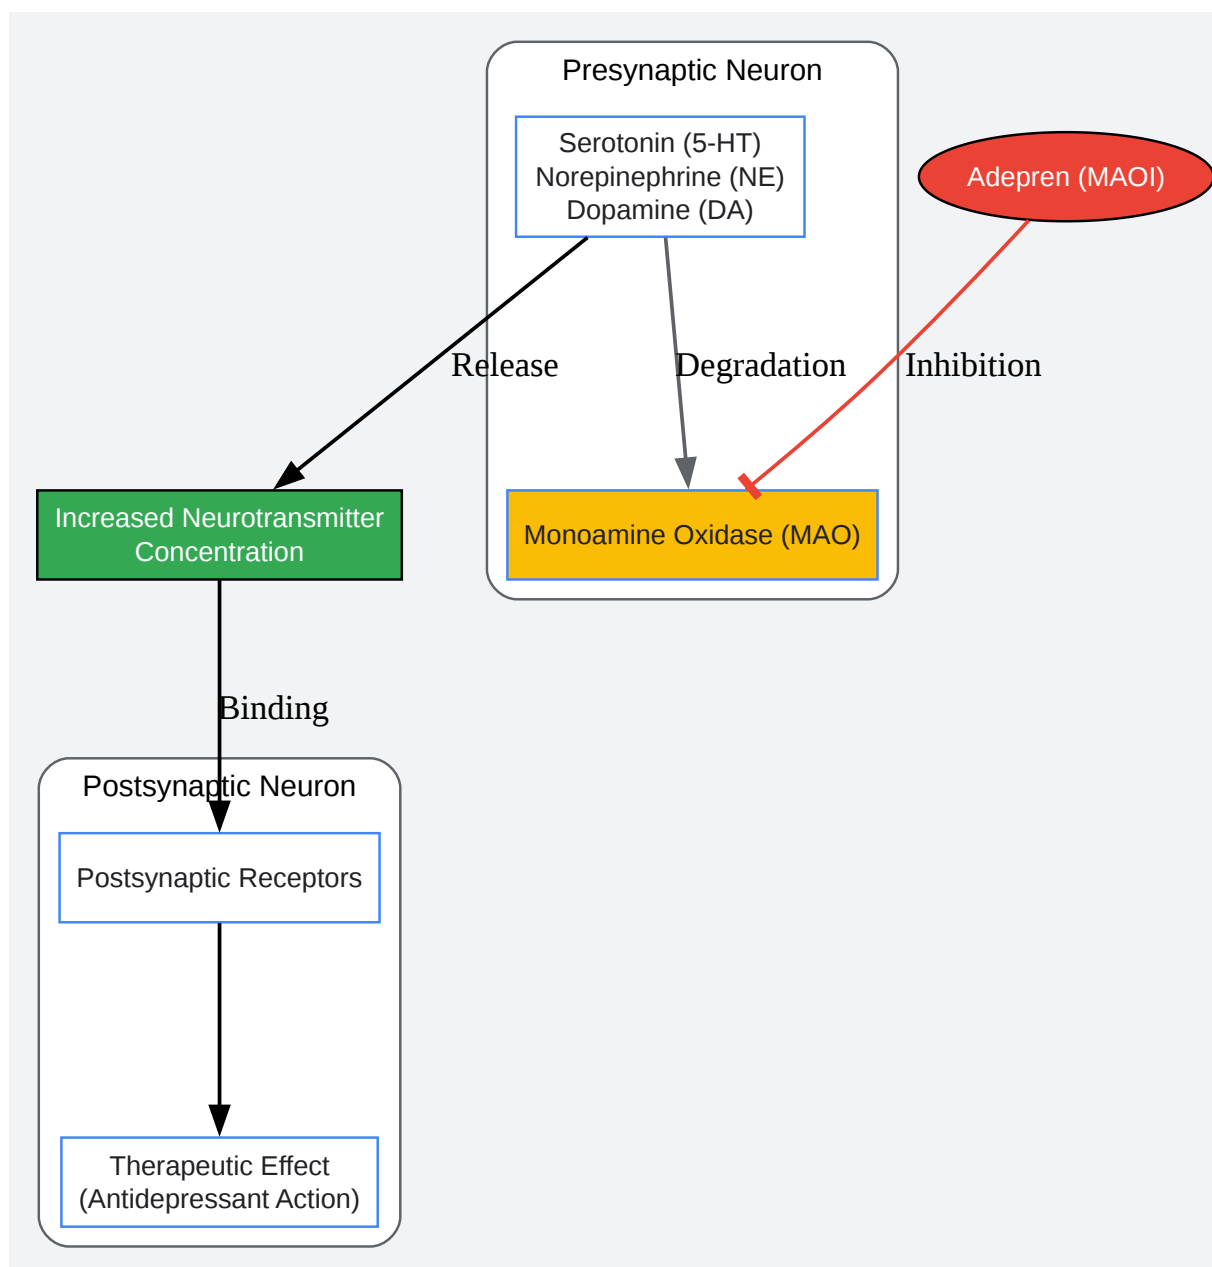 Presynaptic Neuron
Serotonin (5-HT)
Norepinephrine (NE)
Dopamine (DA)
Adepren (MAOI)
Release
Degradation
Inhibition
Increased Neurotransmitter
Concentration
Monoamine Oxidase (MAO)
Binding
Postsynaptic Neuron
Postsynaptic Receptors
Therapeutic Effect
(Antidepressant Action)